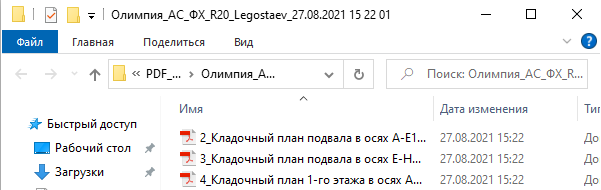 Олимпия_АС_ФХ_R20_Legostaev_27.08.2021 15 22 01
Файл Главная Поделиться Вид
« PDF_... > Олимпия_А... Поиск: Олимпия_АС_ФХ_R...
Имя Дата изменения
Быстрый доступ 2_Кладочный план подвала в осях А-Е1... 27.08.2021 15:22
Рабочий стол 3_Кладочный план подвала в осях Е-Н... 27.08.2021 15:22
Загрузки 4_Кладочный план 1-го этажа в осях А... 27.08.2021 15:22